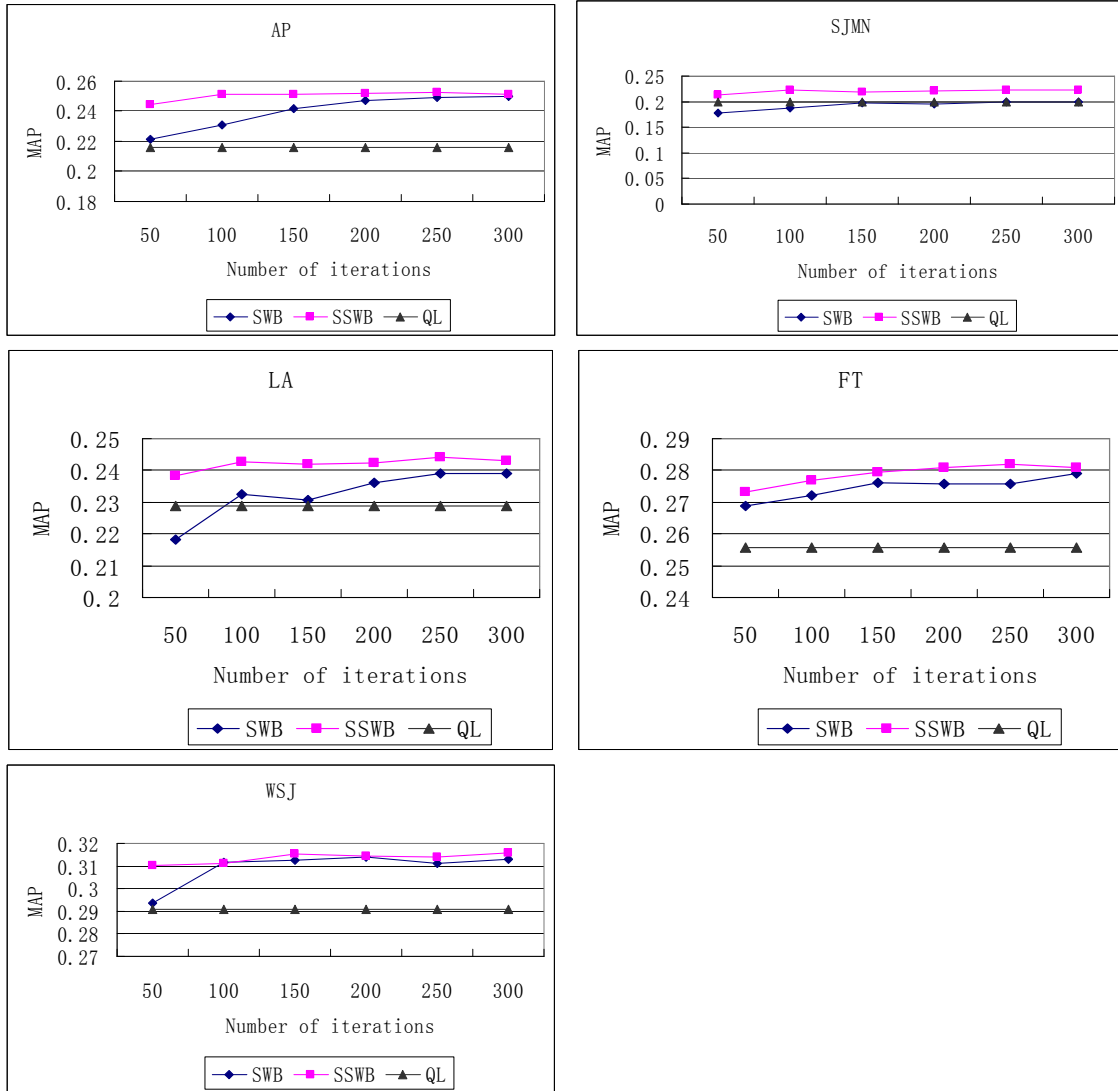 AP
MAP
0.26
0.24
0.22
0.2
0.18
50 100 150 200 250 300
Number of iterations
SWB SSWB QL
SJMN
MAP
0.25
0.2
0.15
0.1
0.05
0
50 100 150 200 250 300
Number of iterations
SWB SSWB QL
LA
MAP
0.25
0.24
0.23
0.22
0.21
0.2
50 100 150 200 250 300
Number of iterations
SWB SSWB QL
FT
MAP
0.29
0.28
0.27
0.26
0.25
0.24
50 100 150 200 250 300
Number of iterations
SWB SSWB QL
WSJ
MAP
0.32
0.31
0.3
0.29
0.28
0.27
50 100 150 200 250 300
Number of iterations
SWB SSWB QL